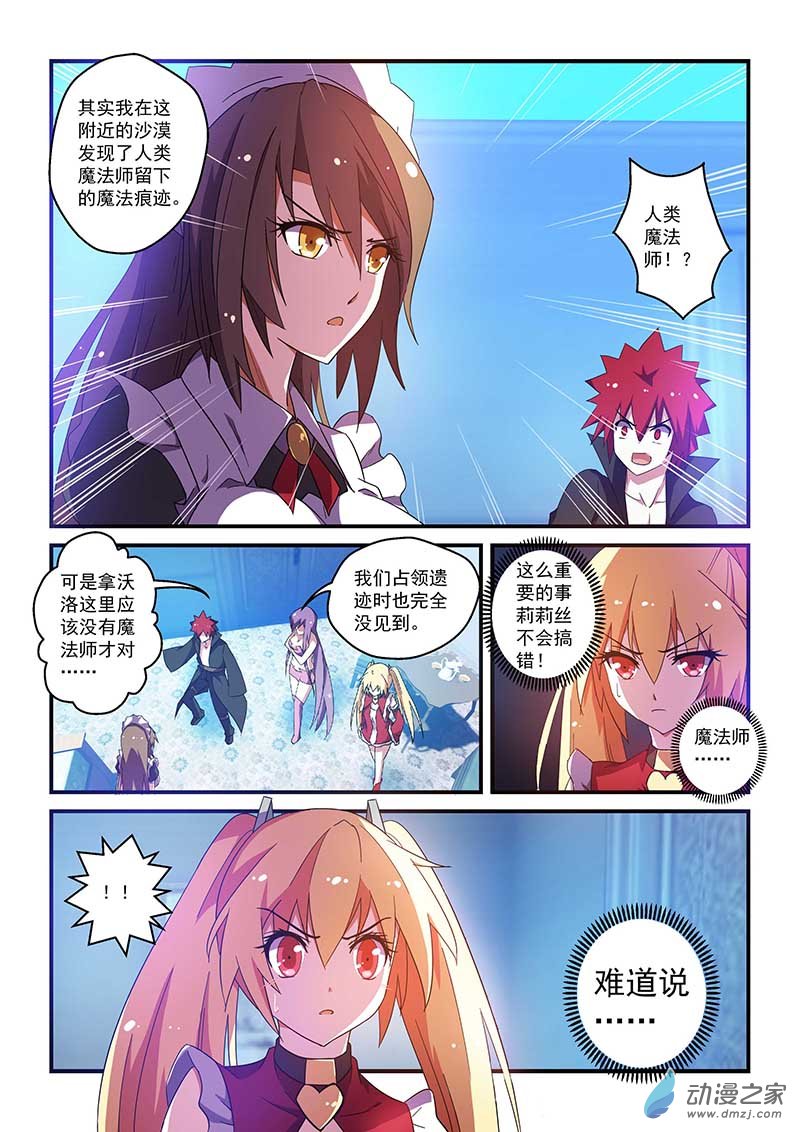 其实我在这
附近的沙漠
发现了人类
魔法师留下
的魔法痕迹。
人类
魔法
师！？
可是拿沃
洛这里应
该没有魔
法师才对
……
我们占领遗
迹时也完全
没见到。
这么重
要的事
莉莉丝
不会搞
错！
魔法师
……
！！
难道说
……
动漫之家
www.dmzj.com